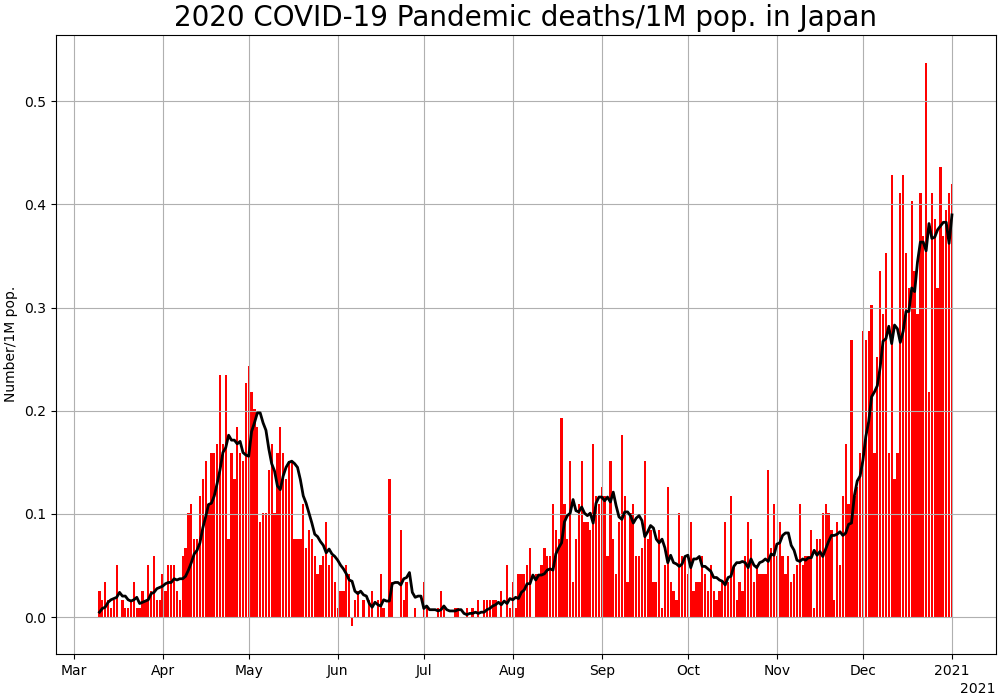 2020 COVID-19 Pandemic deaths/1M pop. in Japan
Number/1M pop.
0.5
0.4
0.3
0.2
0.1
0.0
Mar Apr May Jun Jul Aug Sep Oct Nov Dec 2021
2021